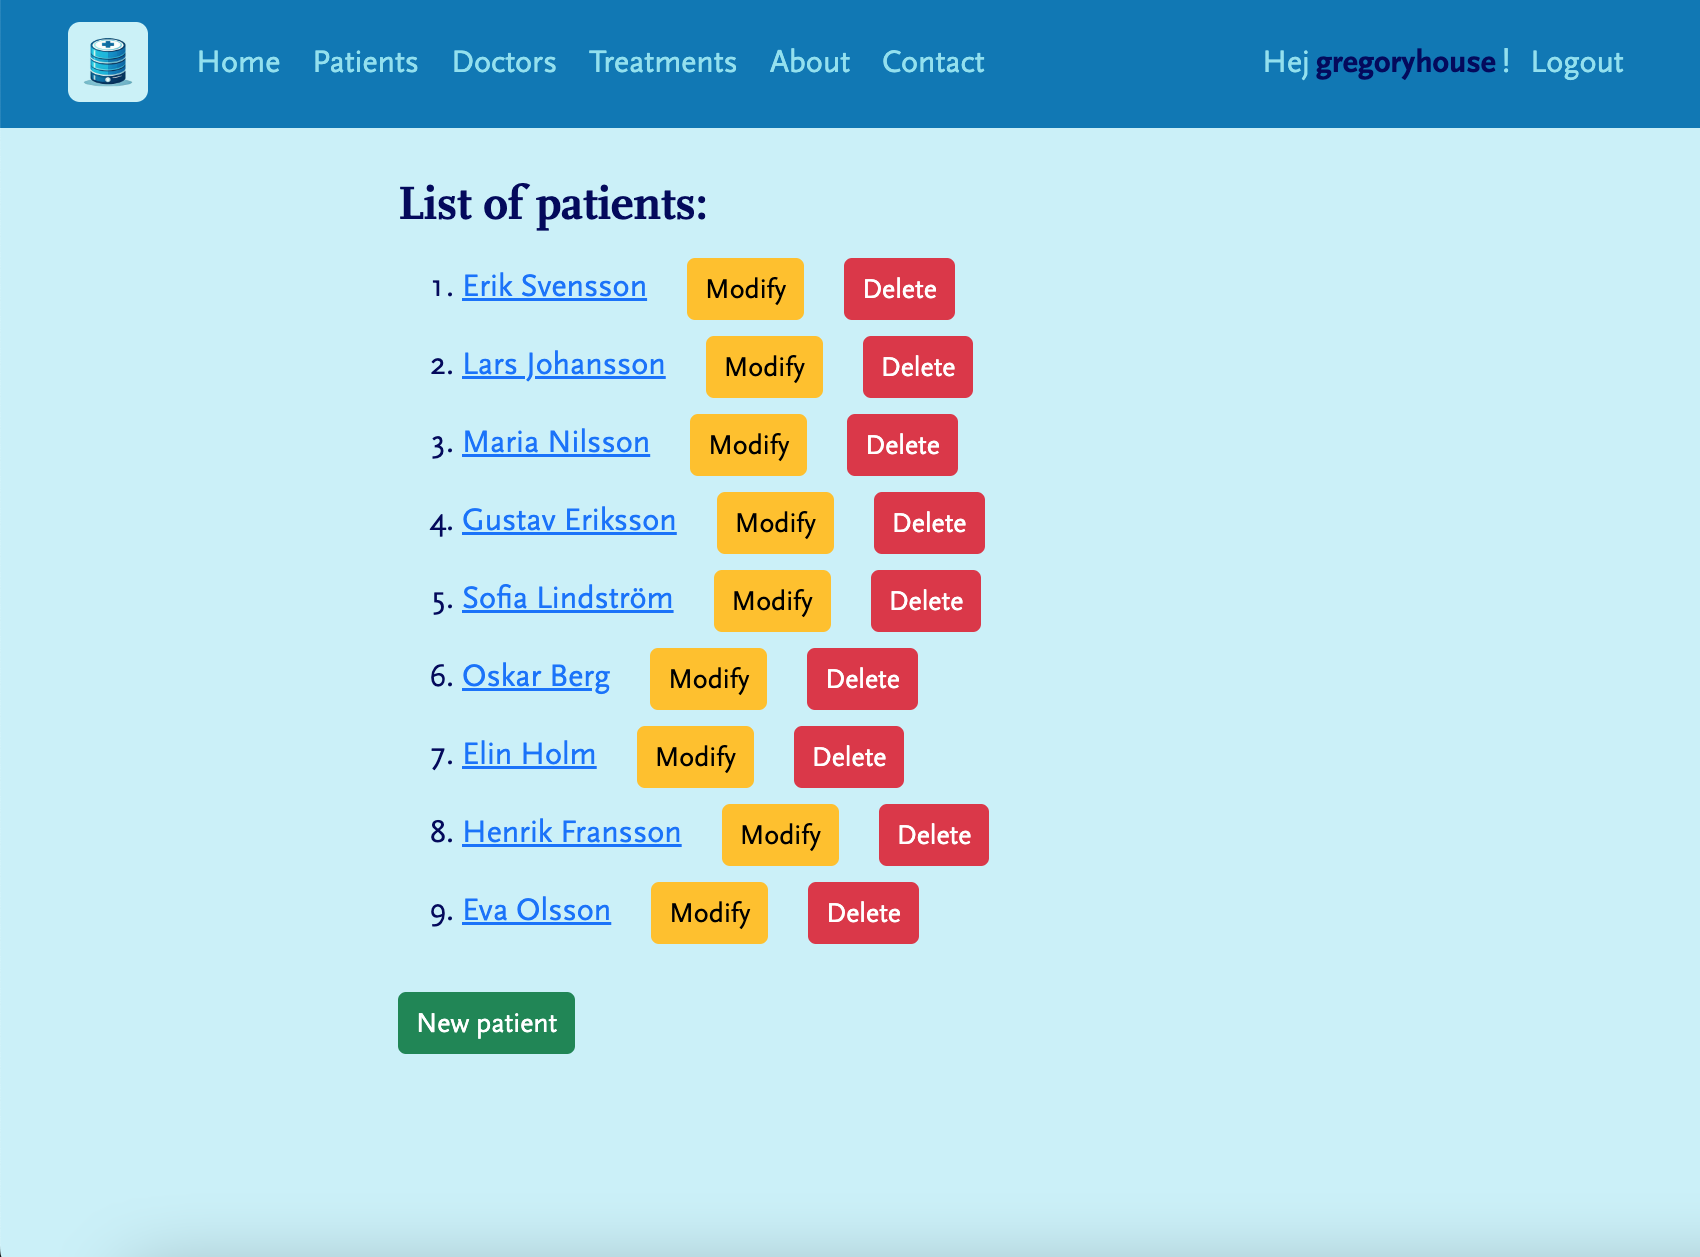 Home Patients Doctors Treatments About Contact Hej gregoryhouse! Logout
List of patients:
1. Erik Svensson Modify Delete
2. Lars Johansson Modify Delete
3. Maria Nilsson Modify Delete
4. Gustav Eriksson Modify Delete
5. Sofia Lindström Modify Delete
6. Oskar Berg Modify Delete
7. Elin Holm Modify Delete
8. Henrik Fransson Modify Delete
9. Eva Olsson Modify Delete
New patient